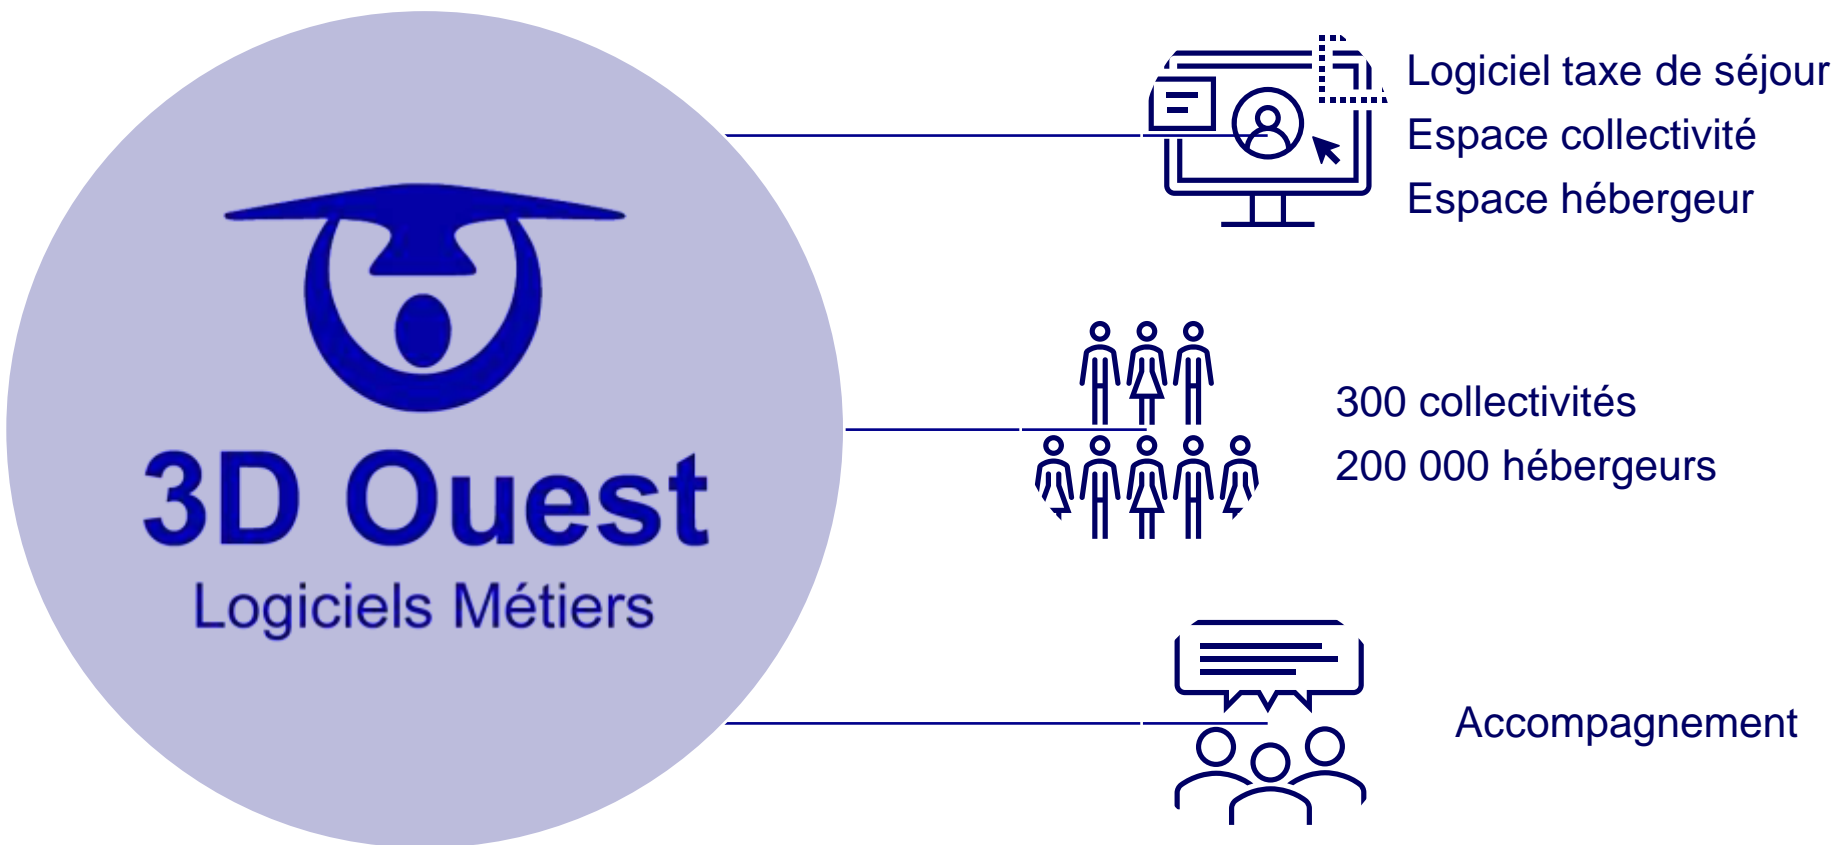 3D Ouest
Logiciels Métiers
Logiciel taxe de séjour
Espace collectivité
Espace hébergeur
300 collectivités
200 000 hébergeurs
Accompagnement